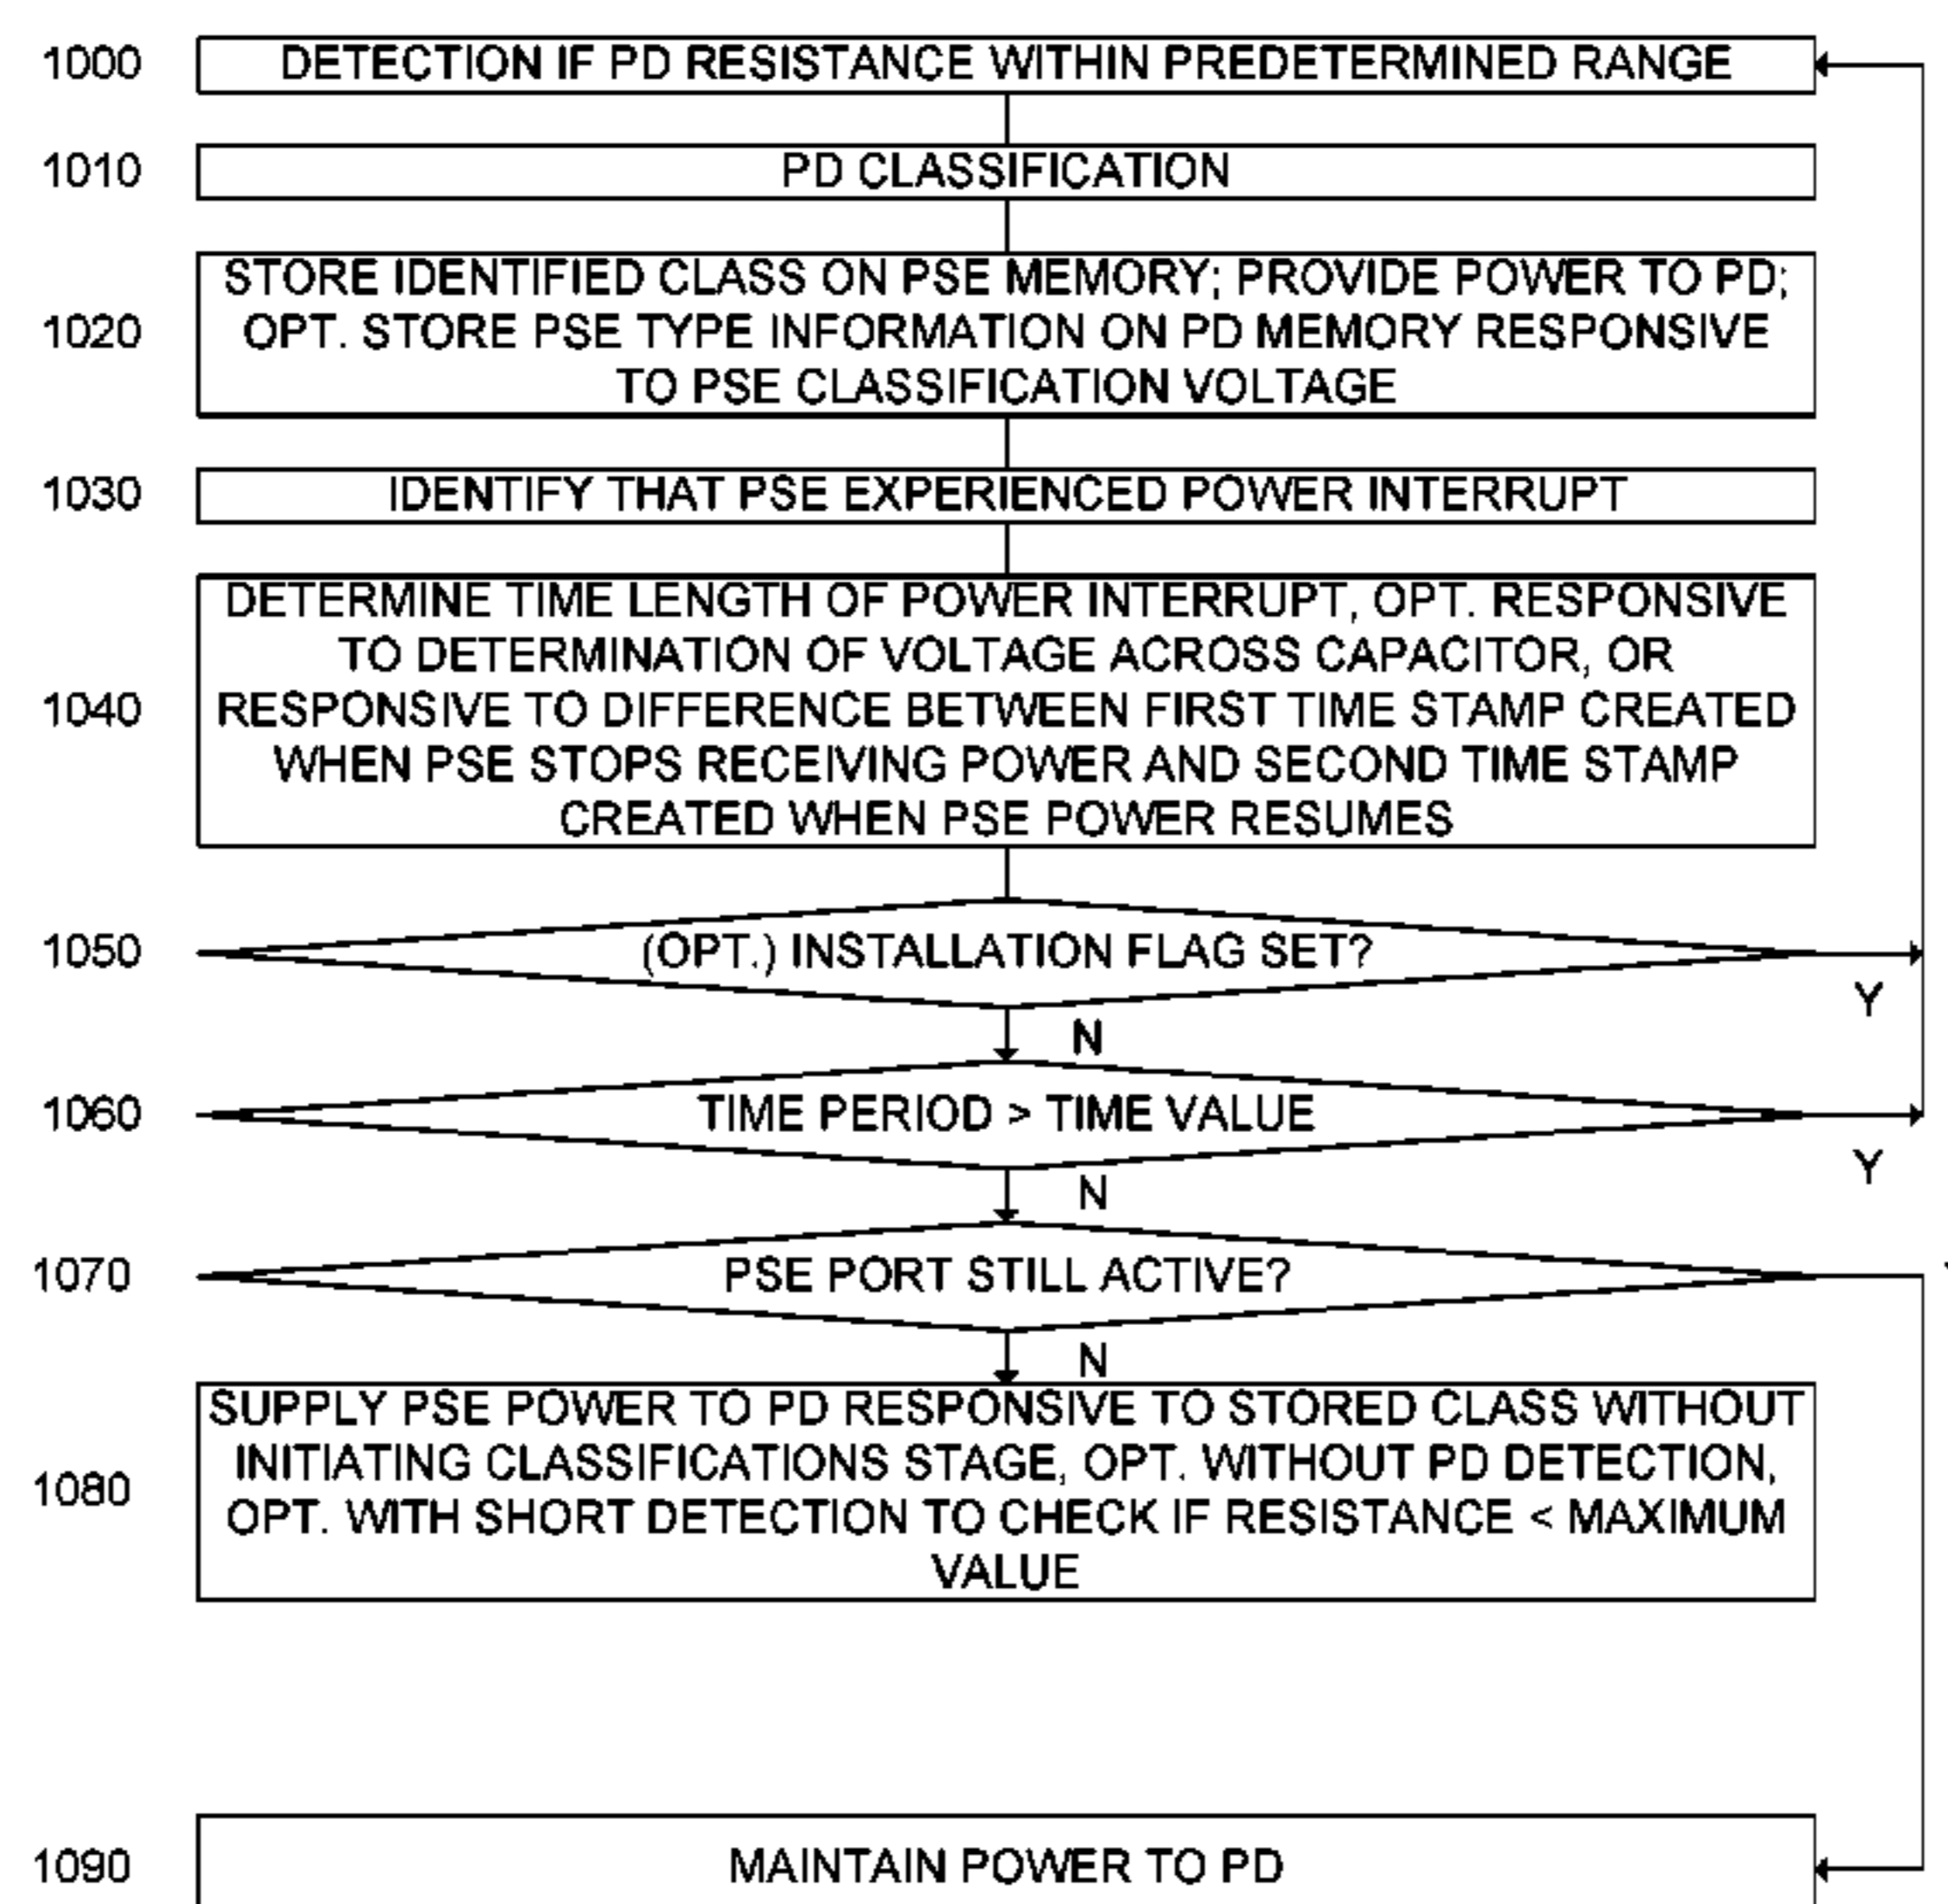 1000 DETECTION IF PD RESISTANCE WITHIN PREDETERMINED RANGE
1010 PD CLASSIFICATION
STORE IDENTIFIED CLASS ON PSE MEMORY; PROVIDE POWER TO PD;
1020 OPT. STORE PSE TYPE INFORMATION ON PD MEMORY RESPONSIVE
TO PSE CLASSIFICATION VOLTAGE
1030 IDENTIFY THAT PSE EXPERIENCED POWER INTERRUPT
DETERMINE TIME LENGTH OF POWER INTERRUPT, OPT. RESPONSIVE
TO DETERMINATION OF VOLTAGE ACROSS CAPACITOR, OR
1040 RESPONSIVE TO DIFFERENCE BETWEEN FIRST TIME STAMP CREATED
WHEN PSE STOPS RECEIVING POWER AND SECOND TIME STAMP
CREATED WHEN PSE POWER RESUMES
1050 (OPT.) INSTALLATION FLAG SET?
Y
N
1060 TIME PERIOD > TIME VALUE
Y
N
1070 PSE PORT STILL ACTIVE?
N
SUPPLY PSE POWER TO PD RESPONSIVE TO STORED CLASS WITHOUT
INITIATING CLASSIFICATIONS STAGE, OPT. WITHOUT PD DETECTION,
1080 OPT. WITH SHORT DETECTION TO CHECK IF RESISTANCE < MAXIMUM
VALUE
1090 MAINTAIN POWER TO PD